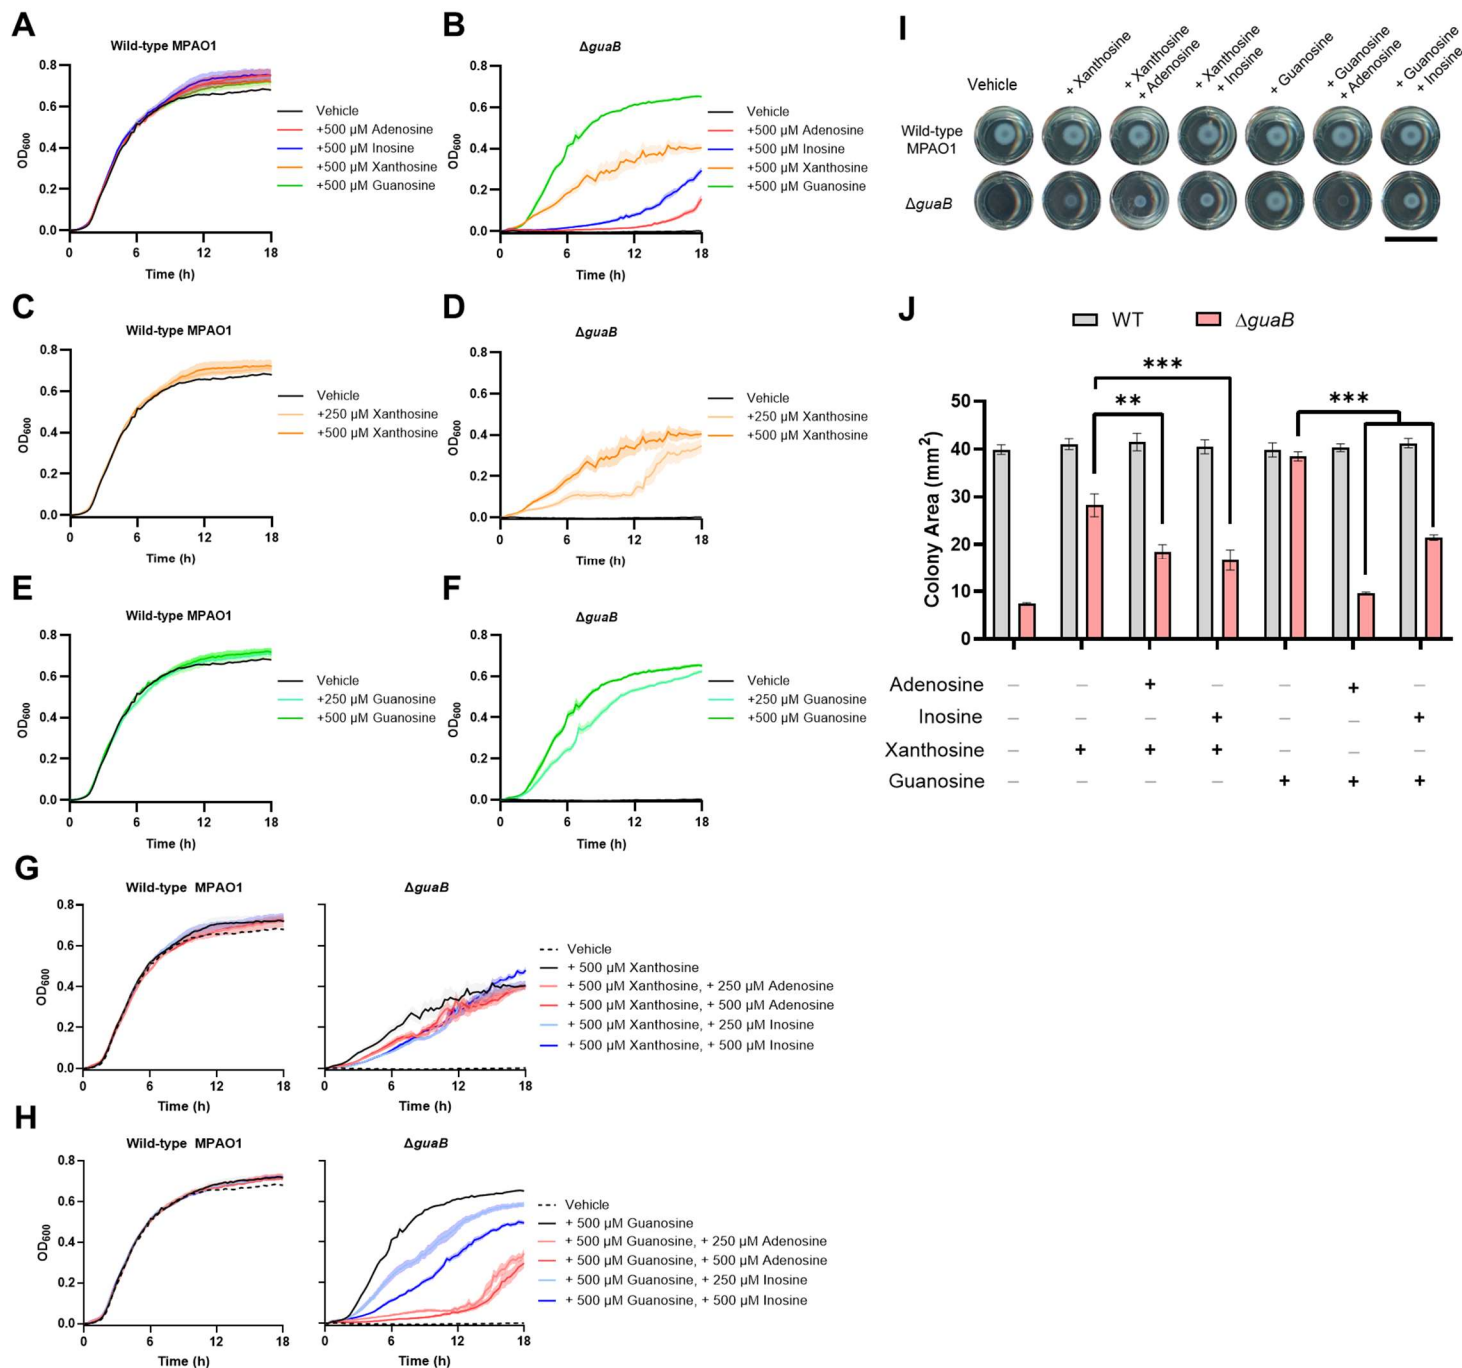 A
Wild-type MPAO1
OD600
0.8
0.6
0.4
0.2
0.0
0 6 12 18
Time (h)
Vehicle
+500 µM Adenosine
+500 µM Inosine
+500 µM Xanthosine
+500 µM Guanosine
B
ΔguaB
OD600
0.8
0.6
0.4
0.2
0.0
0 6 12 18
Time (h)
Vehicle
+500 µM Adenosine
+500 µM Inosine
+500 µM Xanthosine
+500 µM Guanosine
C
Wild-type MPAO1
OD600
0.8
0.6
0.4
0.2
0.0
0 6 12 18
Time (h)
Vehicle
+250 µM Xanthosine
+500 µM Xanthosine
D
ΔguaB
OD600
0.8
0.6
0.4
0.2
0.0
0 6 12 18
Time (h)
Vehicle
+250 µM Xanthosine
+500 µM Xanthosine
E
Wild-type MPAO1
OD600
0.8
0.6
0.4
0.2
0.0
0 6 12 18
Time (h)
Vehicle
+250 µM Guanosine
+500 µM Guanosine
F
ΔguaB
OD600
0.8
0.6
0.4
0.2
0.0
0 6 12 18
Time (h)
Vehicle
+250 µM Guanosine
+500 µM Guanosine
G
Wild-type MPAO1
OD600
0.8
0.6
0.4
0.2
0.0
0 6 12 18
Time (h)
ΔguaB
0 6 12 18
Time (h)
Vehicle
+ 500 µM Xanthosine
+ 500 µM Xanthosine, + 250 µM Adenosine
+ 500 µM Xanthosine, + 500 µM Adenosine
+ 500 µM Xanthosine, + 250 µM Inosine
+ 500 µM Xanthosine, + 500 µM Inosine
H
Wild-type MPAO1
OD600
0.8
0.6
0.4
0.2
0.0
0 6 12 18
Time (h)
ΔguaB
0 6 12 18
Time (h)
Vehicle
+ 500 µM Guanosine
+ 500 µM Guanosine, + 250 µM Adenosine
+ 500 µM Guanosine, + 500 µM Adenosine
+ 500 µM Guanosine, + 250 µM Inosine
+ 500 µM Guanosine, + 500 µM Inosine
I
Vehicle
+ Xanthosine
+ Xanthosine
+ Adenosine
+ Xanthosine
+ Inosine
+ Guanosine
+ Guanosine
+ Adenosine
+ Guanosine
+ Inosine
Wild-type
MPAO1
ΔguaB
J
WT
ΔguaB
***
**
***
Colony Area (mm2)
50
40
30
20
10
0
Adenosine – – + – – + –
Inosine – – – + – – +
Xanthosine – + + + – – –
Guanosine – – – – + + +